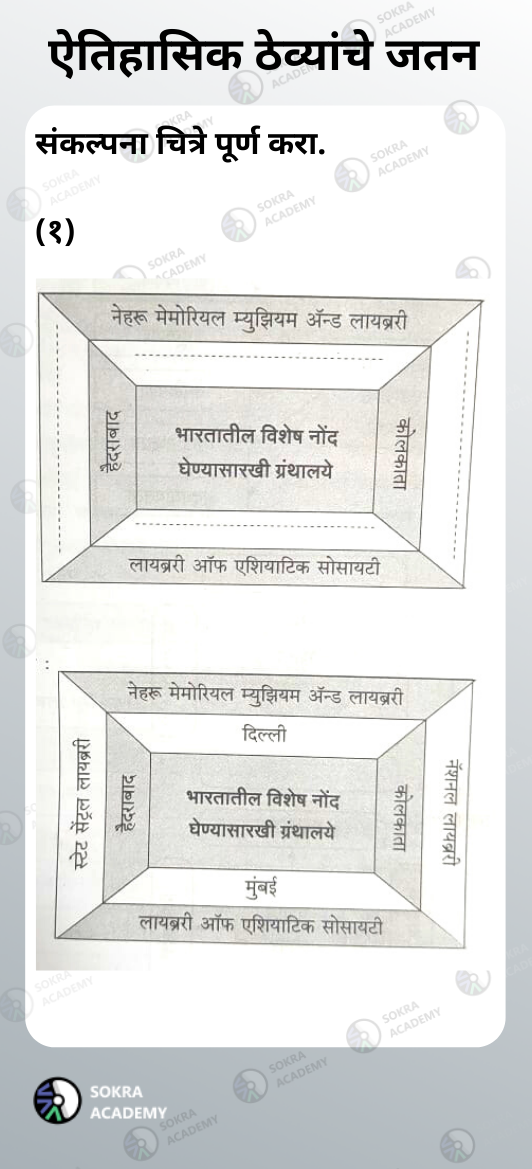 ऐतिहासिक ठेव्यांचे जतन
संकल्पना चित्रे पूर्ण करा.
(१)
नेहरू मेमोरियल म्युझियम ॲन्ड लायब्ररी
हैदराबाद
भारतातील विशेष नोंद
घेण्यासारखी ग्रंथालये
कोलकाता
लायब्ररी ऑफ एशियाटिक सोसायटी
नेहरू मेमोरियल म्युझियम ॲन्ड लायब्ररी
दिल्ली
स्टेट सेंट्रल लायब्ररी
हैदराबाद
भारतातील विशेष नोंद
घेण्यासारखी ग्रंथालये
कोलकाता
नॅशनल लायब्ररी
मुंबई
लायब्ररी ऑफ एशियाटिक सोसायटी
SOKRA
ACADEMY